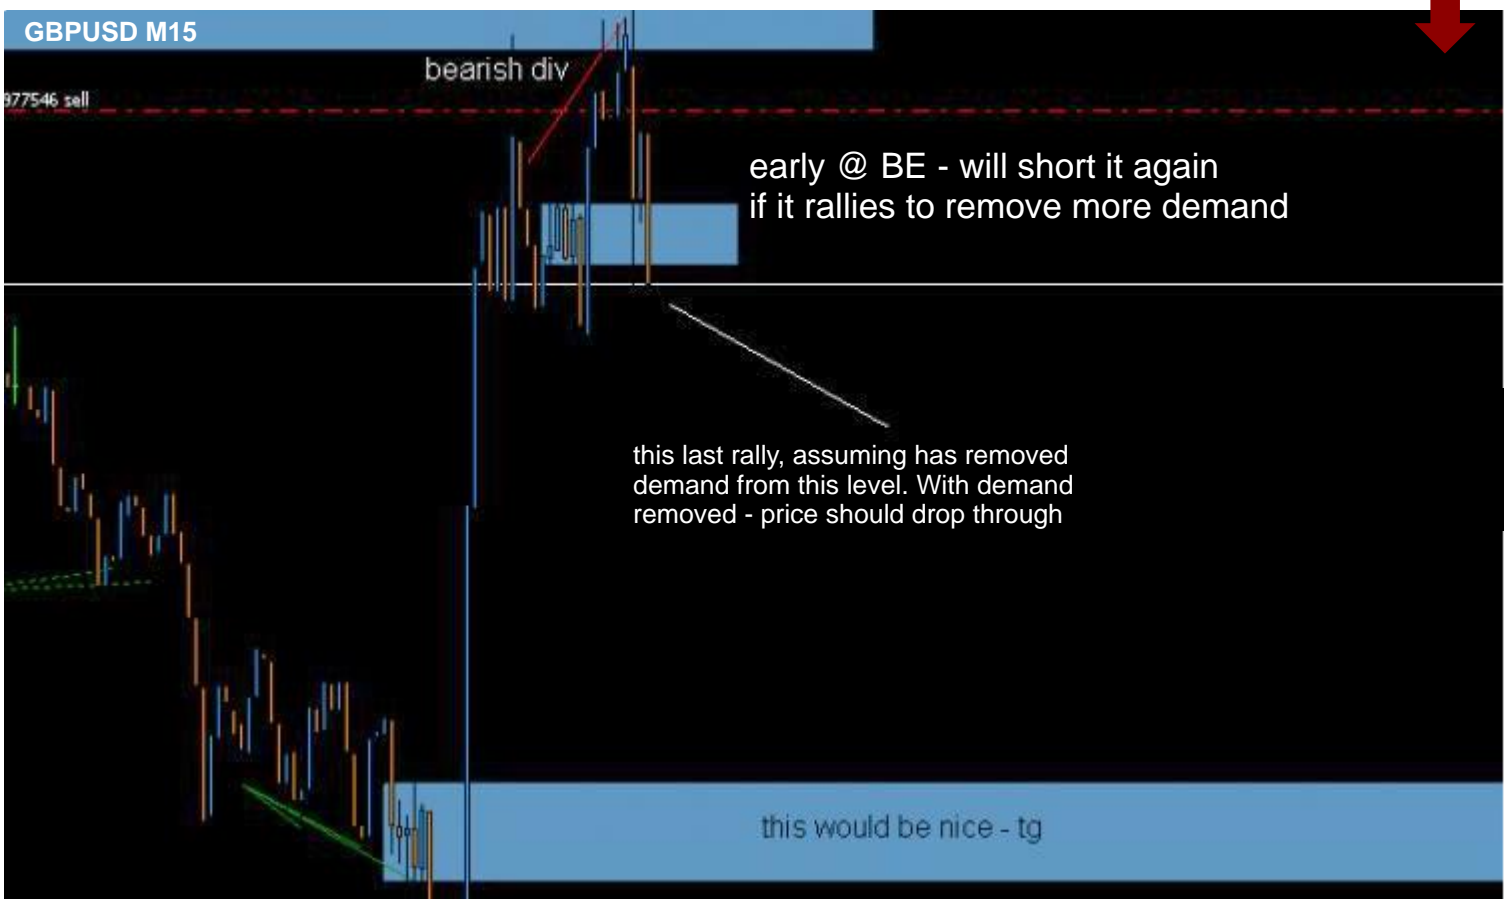 GBPUSD M15
bearish div
977546 sell
early @ BE - will short it again
if it rallies to remove more demand
this last rally, assuming has removed
demand from this level. With demand
removed - price should drop through
this would be nice - tg